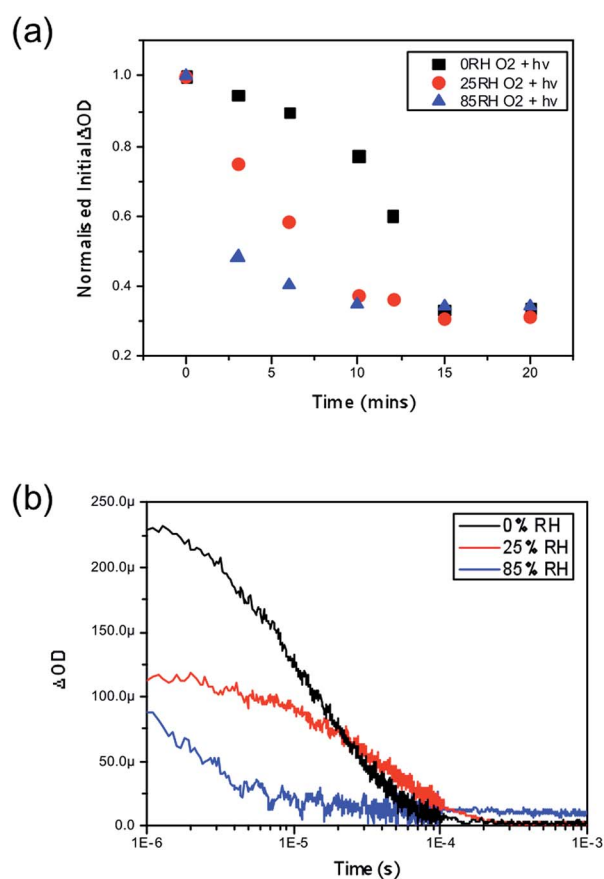 (a)
0RH O2 + hv
25RH O2 + hv
85RH O2 + hv
1.0
0.8
0.6
0.4
0.2
Normalised Initial ΔOD
0
5
10
15
20
Time (mins)
(b)
0% RH
25% RH
85% RH
250.0µ
200.0µ
150.0µ
100.0µ
50.0µ
0.0
ΔOD
1E-6
1E-5
1E-4
1E-3
Time (s)